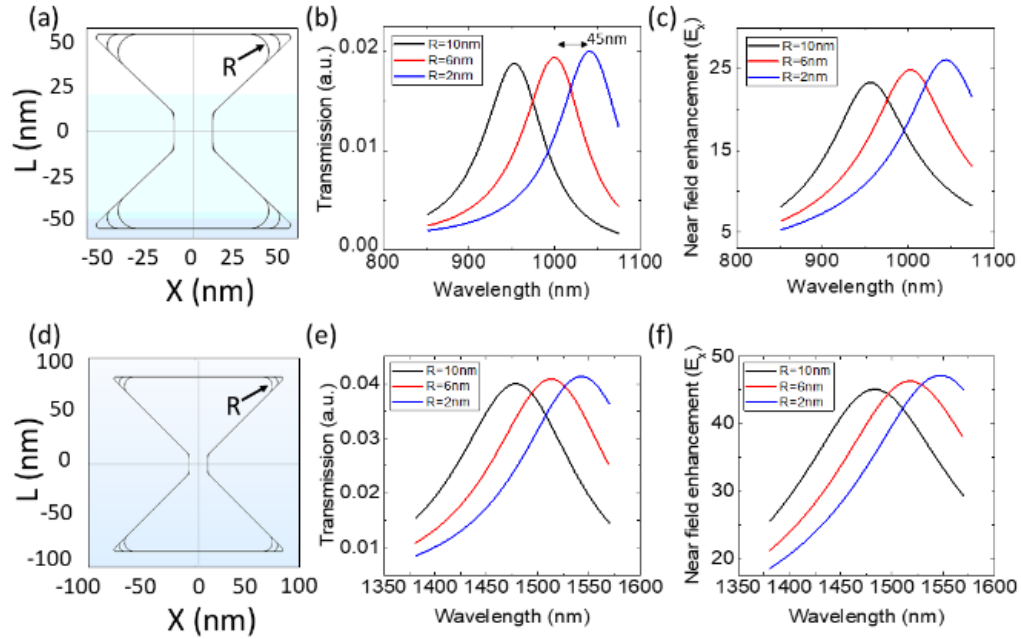 (a)
L (nm)
50
25
0
-25
-50
R
-50
-25
0
25
50
X (nm)
(b)
Transmission (a.u.)
0.02
0.01
0.00
R=10nm
R=6nm
R=2nm
45nm
800
900
1000
1100
Wavelength (nm)
(c)
Near field enhancement (Eₓ)
25
15
5
R=10nm
R=6nm
R=2nm
800
900
1000
1100
Wavelength (nm)
(d)
L (nm)
100
50
0
-50
-100
R
-100
-50
0
50
100
X (nm)
(e)
Transmission (a.u.)
0.04
0.03
0.02
0.01
R=10nm
R=6nm
R=2nm
1350
1400
1450
1500
1550
1600
Wavelength (nm)
(f)
Near field enhancement (Eₓ)
50
45
35
25
20
R=10nm
R=6nm
R=2nm
1350
1400
1450
1500
1550
1600
Wavelength (nm)